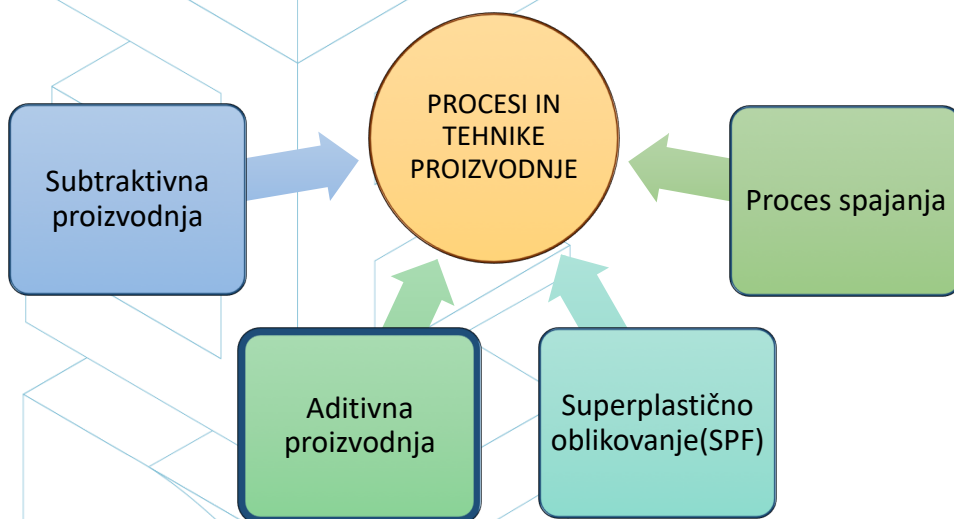 PROCESI IN
TEHNIKE
PROIZVODNJE
Subtraktivna
proizvodnja
Proces spajanja
Aditivna
proizvodnja
Superplastično
oblikovanje(SPF)